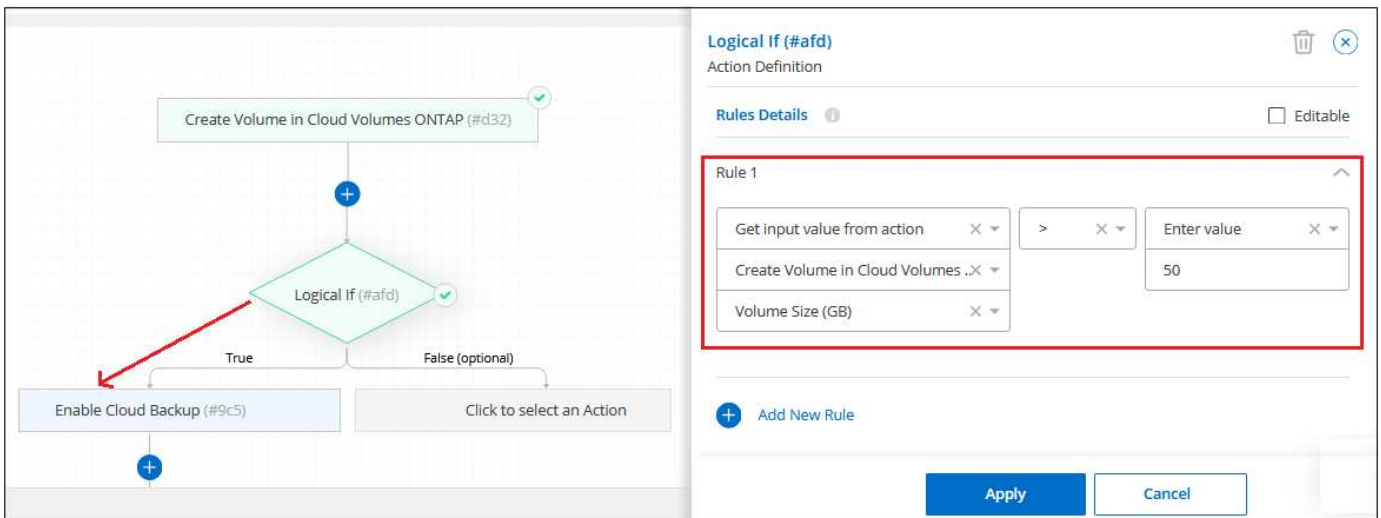 Create Volume in Cloud Volumes ONTAP (#d32)
Logical If (#afd)
True
False (optional)
Enable Cloud Backup (#9c5)
Click to select an Action
Logical If (#afd)
Action Definition
Rules Details
Editable
Rule 1
Get input value from action
>
Enter value
Create Volume in Cloud Volumes ..
50
Volume Size (GB)
Add New Rule
Apply
Cancel